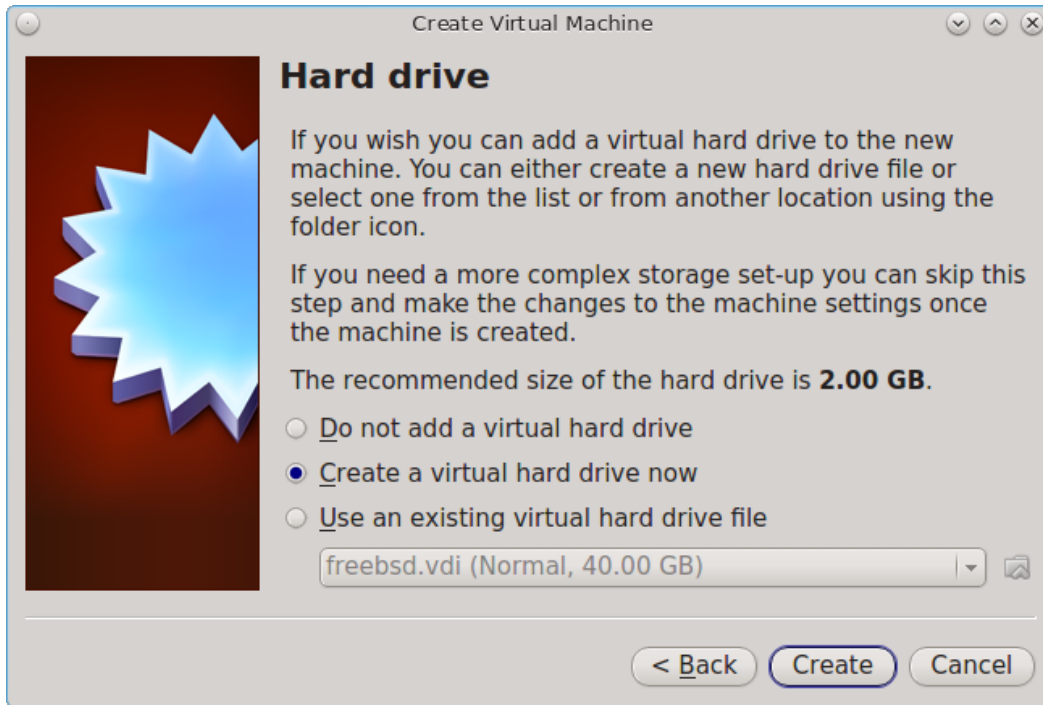 Create Virtual Machine
Hard drive
If you wish you can add a virtual hard drive to the new
machine. You can either create a new hard drive file or
select one from the list or from another location using the
folder icon.
If you need a more complex storage set-up you can skip this
step and make the changes to the machine settings once
the machine is created.
The recommended size of the hard drive is 2.00 GB.
Do not add a virtual hard drive
Create a virtual hard drive now
Use an existing virtual hard drive file
freebsd.vdi (Normal, 40.00 GB)
< Back Create Cancel